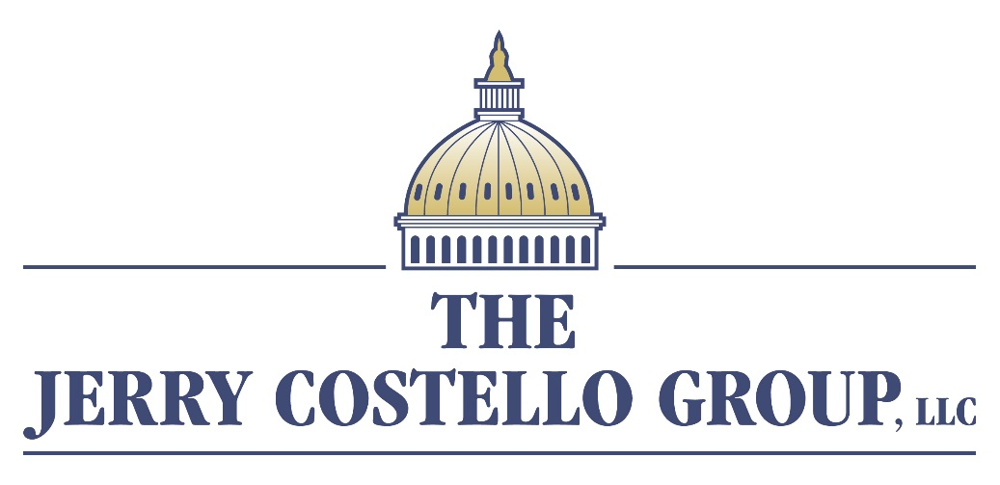 THE
JERRY COSTELLO GROUP, LLC